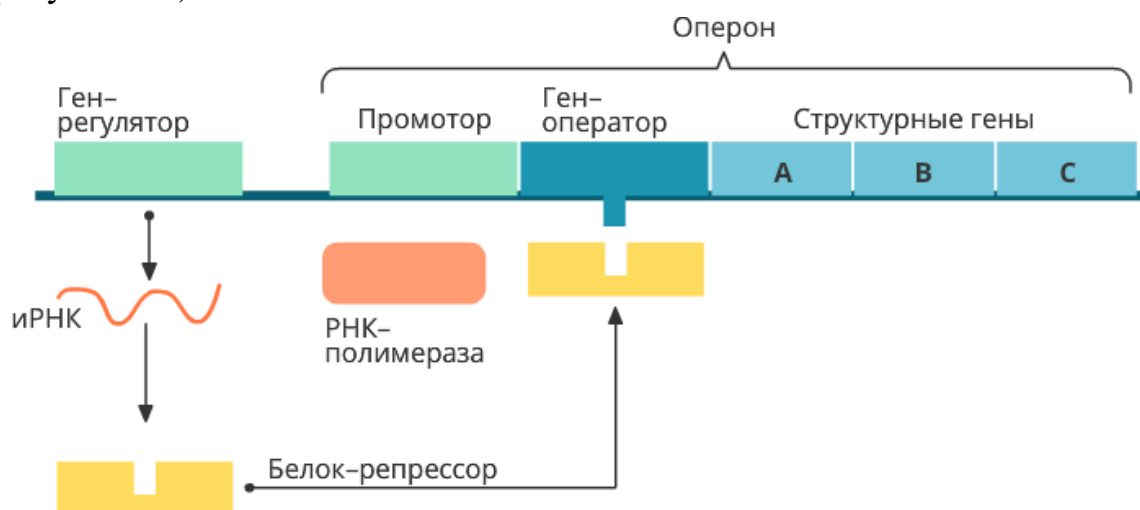 Оперон
Ген–
регулятор
Промотор
Ген–
оператор
Структурные гены
A
B
C
иРНК
РНК–
полимераза
Белок–репрессор